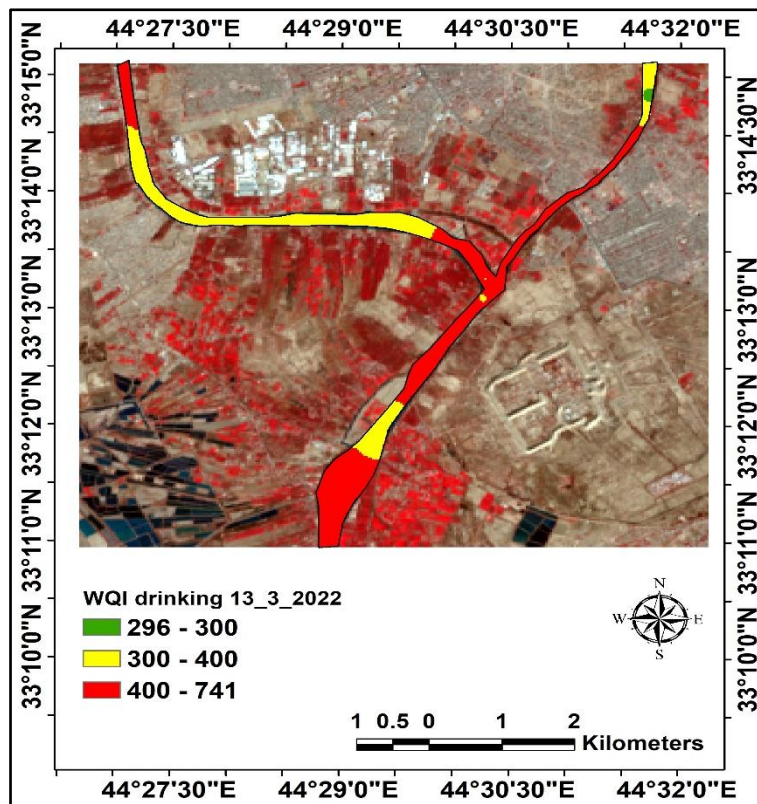 44°27'30"E 44°29'0"E 44°30'30"E 44°32'0"E
33°15'0"N
33°14'0"N
33°13'0"N
33°12'0"N
33°11'0"N
33°10'0"N
33°14'30"N
33°13'0"N
33°12'0"N
33°11'0"N
33°10'0"N
WQI drinking 13_3_2022
296 - 300
300 - 400
400 - 741
N
W E
S
1 0.5 0 1 2
Kilometers
44°27'30"E 44°29'0"E 44°30'30"E 44°32'0"E